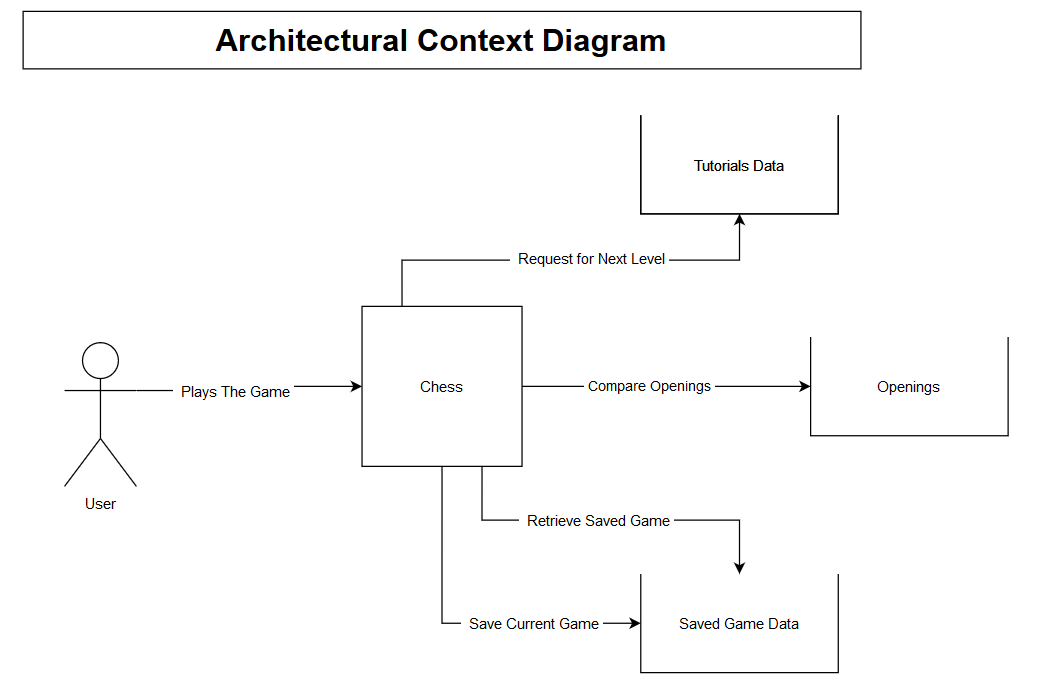 Architectural Context Diagram
Tutorials Data
Request for Next Level
Plays The Game
Chess
Compare Openings
Openings
User
Retrieve Saved Game
Save Current Game
Saved Game Data